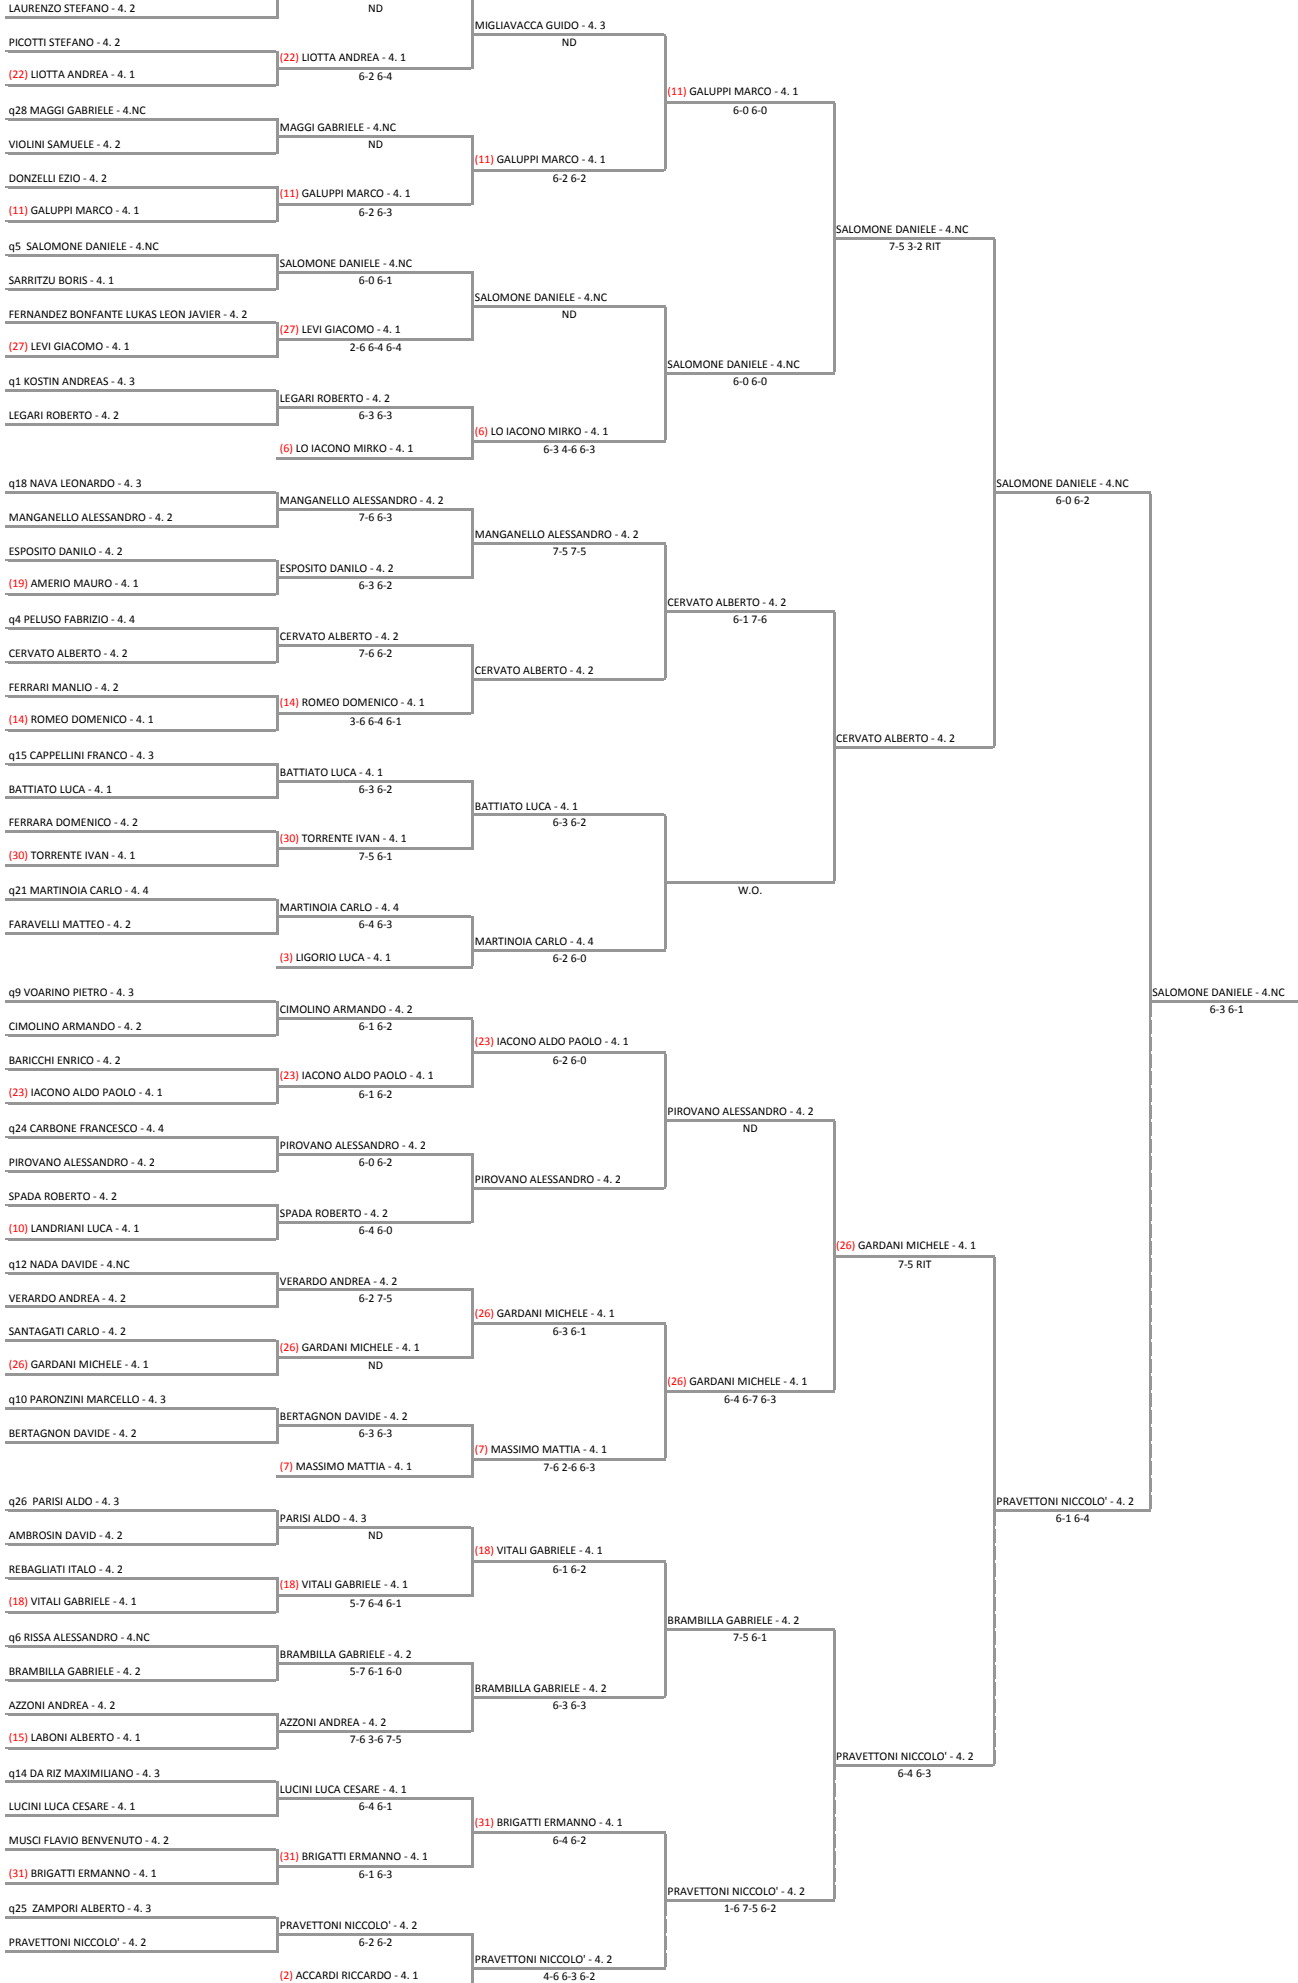 LAURENZO STEFANO - 4. 2
ND
MIGLIAVACCA GUIDO - 4. 3
ND
PICOTTI STEFANO - 4. 2
(22) LIOTTA ANDREA - 4. 1
6-2 6-4
(22) LIOTTA ANDREA - 4. 1
(11) GALUPPI MARCO - 4. 1
6-0 6-0
q28 MAGGI GABRIELE - 4.NC
MAGGI GABRIELE - 4.NC
ND
VIOLINI SAMUELE - 4. 2
(11) GALUPPI MARCO - 4. 1
6-2 6-2
DONZELLI EZIO - 4. 2
(11) GALUPPI MARCO - 4. 1
6-2 6-3
(11) GALUPPI MARCO - 4. 1
SALOMONE DANIELE - 4.NC
7-5 3-2 RIT
q5 SALOMONE DANIELE - 4.NC
SALOMONE DANIELE - 4.NC
6-0 6-1
SARRITZU BORIS - 4. 1
SALOMONE DANIELE - 4.NC
ND
FERNANDEZ BONFANTE LUKAS LEON JAVIER - 4. 2
(27) LEVI GIACOMO - 4. 1
2-6 6-4 6-4
(27) LEVI GIACOMO - 4. 1
SALOMONE DANIELE - 4.NC
6-0 6-0
q1 KOSTIN ANDREAS - 4. 3
LEGARI ROBERTO - 4. 2
6-3 6-3
LEGARI ROBERTO - 4. 2
(6) LO IACONO MIRKO - 4. 1
6-3 4-6 6-3
(6) LO IACONO MIRKO - 4. 1
q18 NAVA LEONARDO - 4. 3
SALOMONE DANIELE - 4.NC
6-0 6-2
MANGANELLO ALESSANDRO - 4. 2
7-6 6-3
MANGANELLO ALESSANDRO - 4. 2
MANGANELLO ALESSANDRO - 4. 2
7-5 7-5
ESPOSITO DANILO - 4. 2
ESPOSITO DANILO - 4. 2
6-3 6-2
(19) AMERIO MAURO - 4. 1
CERVATO ALBERTO - 4. 2
6-1 7-6
q4 PELUSO FABRIZIO - 4. 4
CERVATO ALBERTO - 4. 2
7-6 6-2
CERVATO ALBERTO - 4. 2
CERVATO ALBERTO - 4. 2
FERRARI MANLIO - 4. 2
(14) ROMEO DOMENICO - 4. 1
3-6 6-4 6-1
(14) ROMEO DOMENICO - 4. 1
CERVATO ALBERTO - 4. 2
q15 CAPPELLINI FRANCO - 4. 3
BATTIATO LUCA - 4. 1
6-3 6-2
BATTIATO LUCA - 4. 1
BATTIATO LUCA - 4. 1
6-3 6-2
FERRARA DOMENICO - 4. 2
(30) TORRENTE IVAN - 4. 1
7-5 6-1
(30) TORRENTE IVAN - 4. 1
W.O.
q21 MARTINOIA CARLO - 4. 4
MARTINOIA CARLO - 4. 4
6-4 6-3
FARAVELLI MATTEO - 4. 2
MARTINOIA CARLO - 4. 4
6-2 6-0
(3) LIGORIO LUCA - 4. 1
q9 VOARINO PIETRO - 4. 3
SALOMONE DANIELE - 4.NC
6-3 6-1
CIMOLINO ARMANDO - 4. 2
6-1 6-2
CIMOLINO ARMANDO - 4. 2
(23) IACONO ALDO PAOLO - 4. 1
6-2 6-0
BARICCHI ENRICO - 4. 2
(23) IACONO ALDO PAOLO - 4. 1
6-1 6-2
(23) IACONO ALDO PAOLO - 4. 1
PIROVANO ALESSANDRO - 4. 2
ND
q24 CARBONE FRANCESCO - 4. 4
PIROVANO ALESSANDRO - 4. 2
6-0 6-2
PIROVANO ALESSANDRO - 4. 2
PIROVANO ALESSANDRO - 4. 2
SPADA ROBERTO - 4. 2
SPADA ROBERTO - 4. 2
6-4 6-0
(10) LANDRIANI LUCA - 4. 1
(26) GARDANI MICHELE - 4. 1
7-5 RIT
q12 NADA DAVIDE - 4.NC
VERARDO ANDREA - 4. 2
6-2 7-5
VERARDO ANDREA - 4. 2
(26) GARDANI MICHELE - 4. 1
6-3 6-1
SANTAGATI CARLO - 4. 2
(26) GARDANI MICHELE - 4. 1
ND
(26) GARDANI MICHELE - 4. 1
(26) GARDANI MICHELE - 4. 1
6-4 6-7 6-3
q10 PARONZINI MARCELLO - 4. 3
BERTAGNON DAVIDE - 4. 2
6-3 6-3
BERTAGNON DAVIDE - 4. 2
(7) MASSIMO MATTIA - 4. 1
7-6 2-6 6-3
(7) MASSIMO MATTIA - 4. 1
q26 PARISI ALDO - 4. 3
PRAVETTONI NICCOLO' - 4. 2
6-1 6-4
PARISI ALDO - 4. 3
ND
AMBROSIN DAVID - 4. 2
(18) VITALI GABRIELE - 4. 1
6-1 6-2
REBAGLIATI ITALO - 4. 2
(18) VITALI GABRIELE - 4. 1
5-7 6-4 6-1
(18) VITALI GABRIELE - 4. 1
BRAMBILLA GABRIELE - 4. 2
7-5 6-1
q6 RISSA ALESSANDRO - 4.NC
BRAMBILLA GABRIELE - 4. 2
5-7 6-1 6-0
BRAMBILLA GABRIELE - 4. 2
BRAMBILLA GABRIELE - 4. 2
6-3 6-3
AZZONI ANDREA - 4. 2
AZZONI ANDREA - 4. 2
7-6 3-6 7-5
(15) LABONI ALBERTO - 4. 1
PRAVETTONI NICCOLO' - 4. 2
6-4 6-3
q14 DA RIZ MAXIMILIANO - 4. 3
LUCINI LUCA CESARE - 4. 1
6-4 6-1
LUCINI LUCA CESARE - 4. 1
(31) BRIGATTI ERMANNO - 4. 1
6-4 6-2
MUSCI FLAVIO BENVENUTO - 4. 2
(31) BRIGATTI ERMANNO - 4. 1
6-1 6-3
(31) BRIGATTI ERMANNO - 4. 1
PRAVETTONI NICCOLO' - 4. 2
1-6 7-5 6-2
q25 ZAMPORI ALBERTO - 4. 3
PRAVETTONI NICCOLO' - 4. 2
6-2 6-2
PRAVETTONI NICCOLO' - 4. 2
PRAVETTONI NICCOLO' - 4. 2
4-6 6-3 6-2
(2) ACCARDI RICCARDO - 4. 1